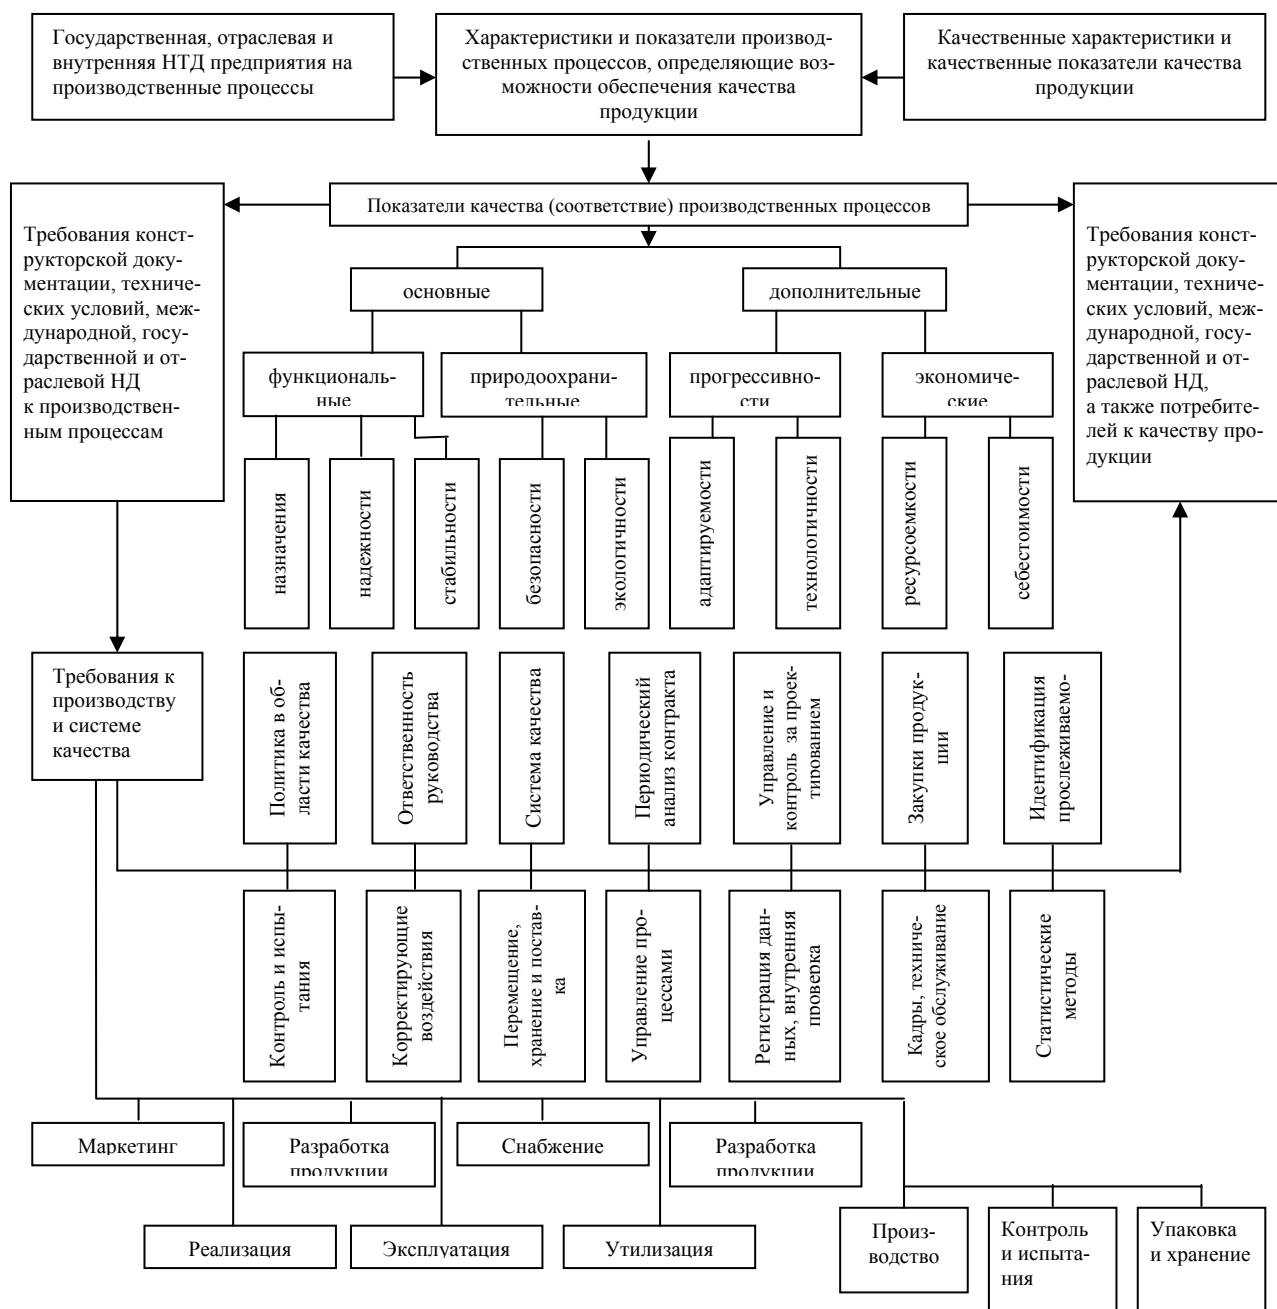 Государственная, отраслевая и
внутренняя НТД предприятия на
производственные процессы
Характеристики и показатели производ-
ственных процессов, определяющие воз-
можности обеспечения качества
продукции
Качественные характеристики и
качественные показатели качества
продукции
Показатели качества (соответствие) производственных процессов
Требования конст-
рукторской доку-
ментации, техниче-
ских условий, меж-
дународной, госу-
дарственной и от-
раслевой НД
к производствен-
ным процессам
Требования конст-
рукторской доку-
ментации, техниче-
ских условий, меж-
дународной, госу-
дарственной и от-
раслевой НД,
а также потребите-
лей к качеству про-
дукции
основные
дополнительные
функциональ-
ные
природоохрани-
тельные
прогрессивно-
сти
экономиче-
ские
назначения
надежности
стабильности
безопасности
экологичности
адаптируемости
технологичности
ресурсоемкости
себестоимости
Требования к
производству
и системе
качества
Политика в об-
ласти качества
Ответственность
руководства
Система качества
Периодический
анализ контракта
Управление и
контроль за проек-
тированием
Закупки продук-
ции
Идентификация
прослеживаемо-
Контроль и испы-
тания
Корректирующие
воздействия
Перемещение,
хранение и постав-
ка
Управление про-
цессами
Регистрация дан-
ных, внутренняя
проверка
Кадры, техниче-
ское обслуживание
Статистические
методы
Маркетинг
Разработка
продукции
Снабжение
Разработка
продукции
Реализация
Эксплуатация
Утилизация
Произ-
водство
Контроль
и испыта-
ния
Упаковка
и хранение